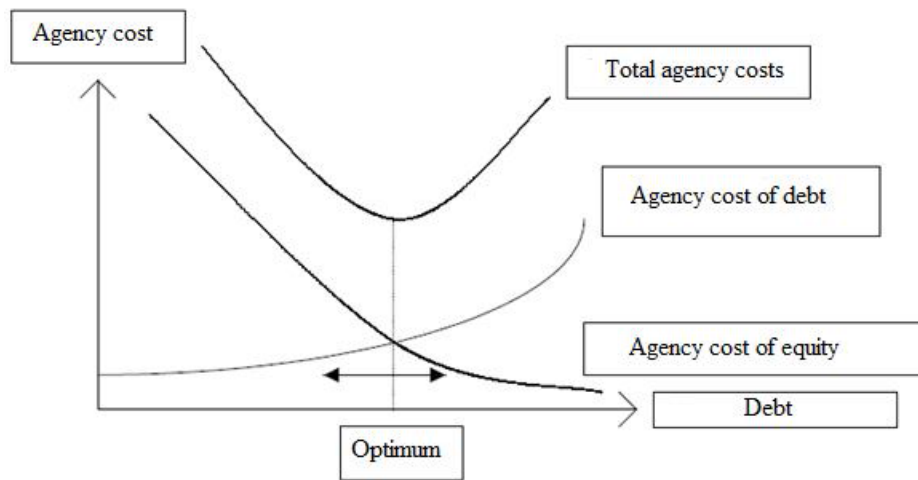 Agency cost
Total agency costs
Agency cost of debt
Agency cost of equity
Debt
Optimum